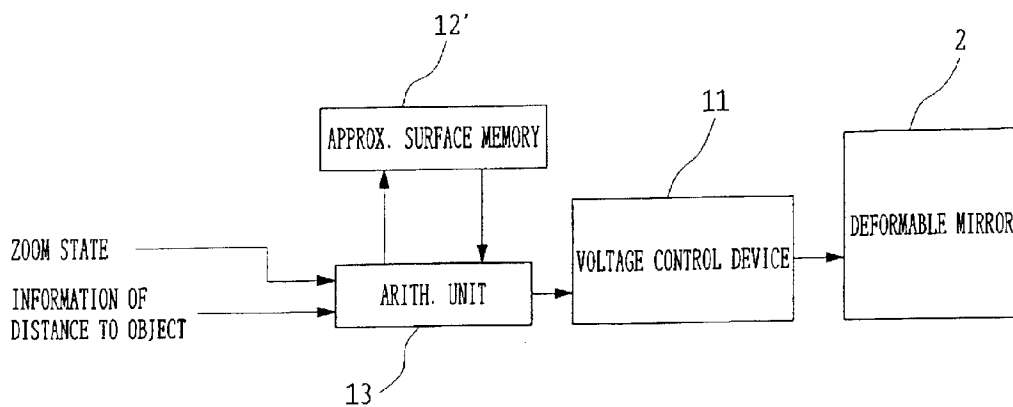 12'
2
11
APPROX. SURFACE MEMORY
DEFORMABLE MIRROR
ZOOM STATE
VOLTAGE CONTROL DEVICE
ARITH. UNIT
INFORMATION OF
DISTANCE TO OBJECT
13